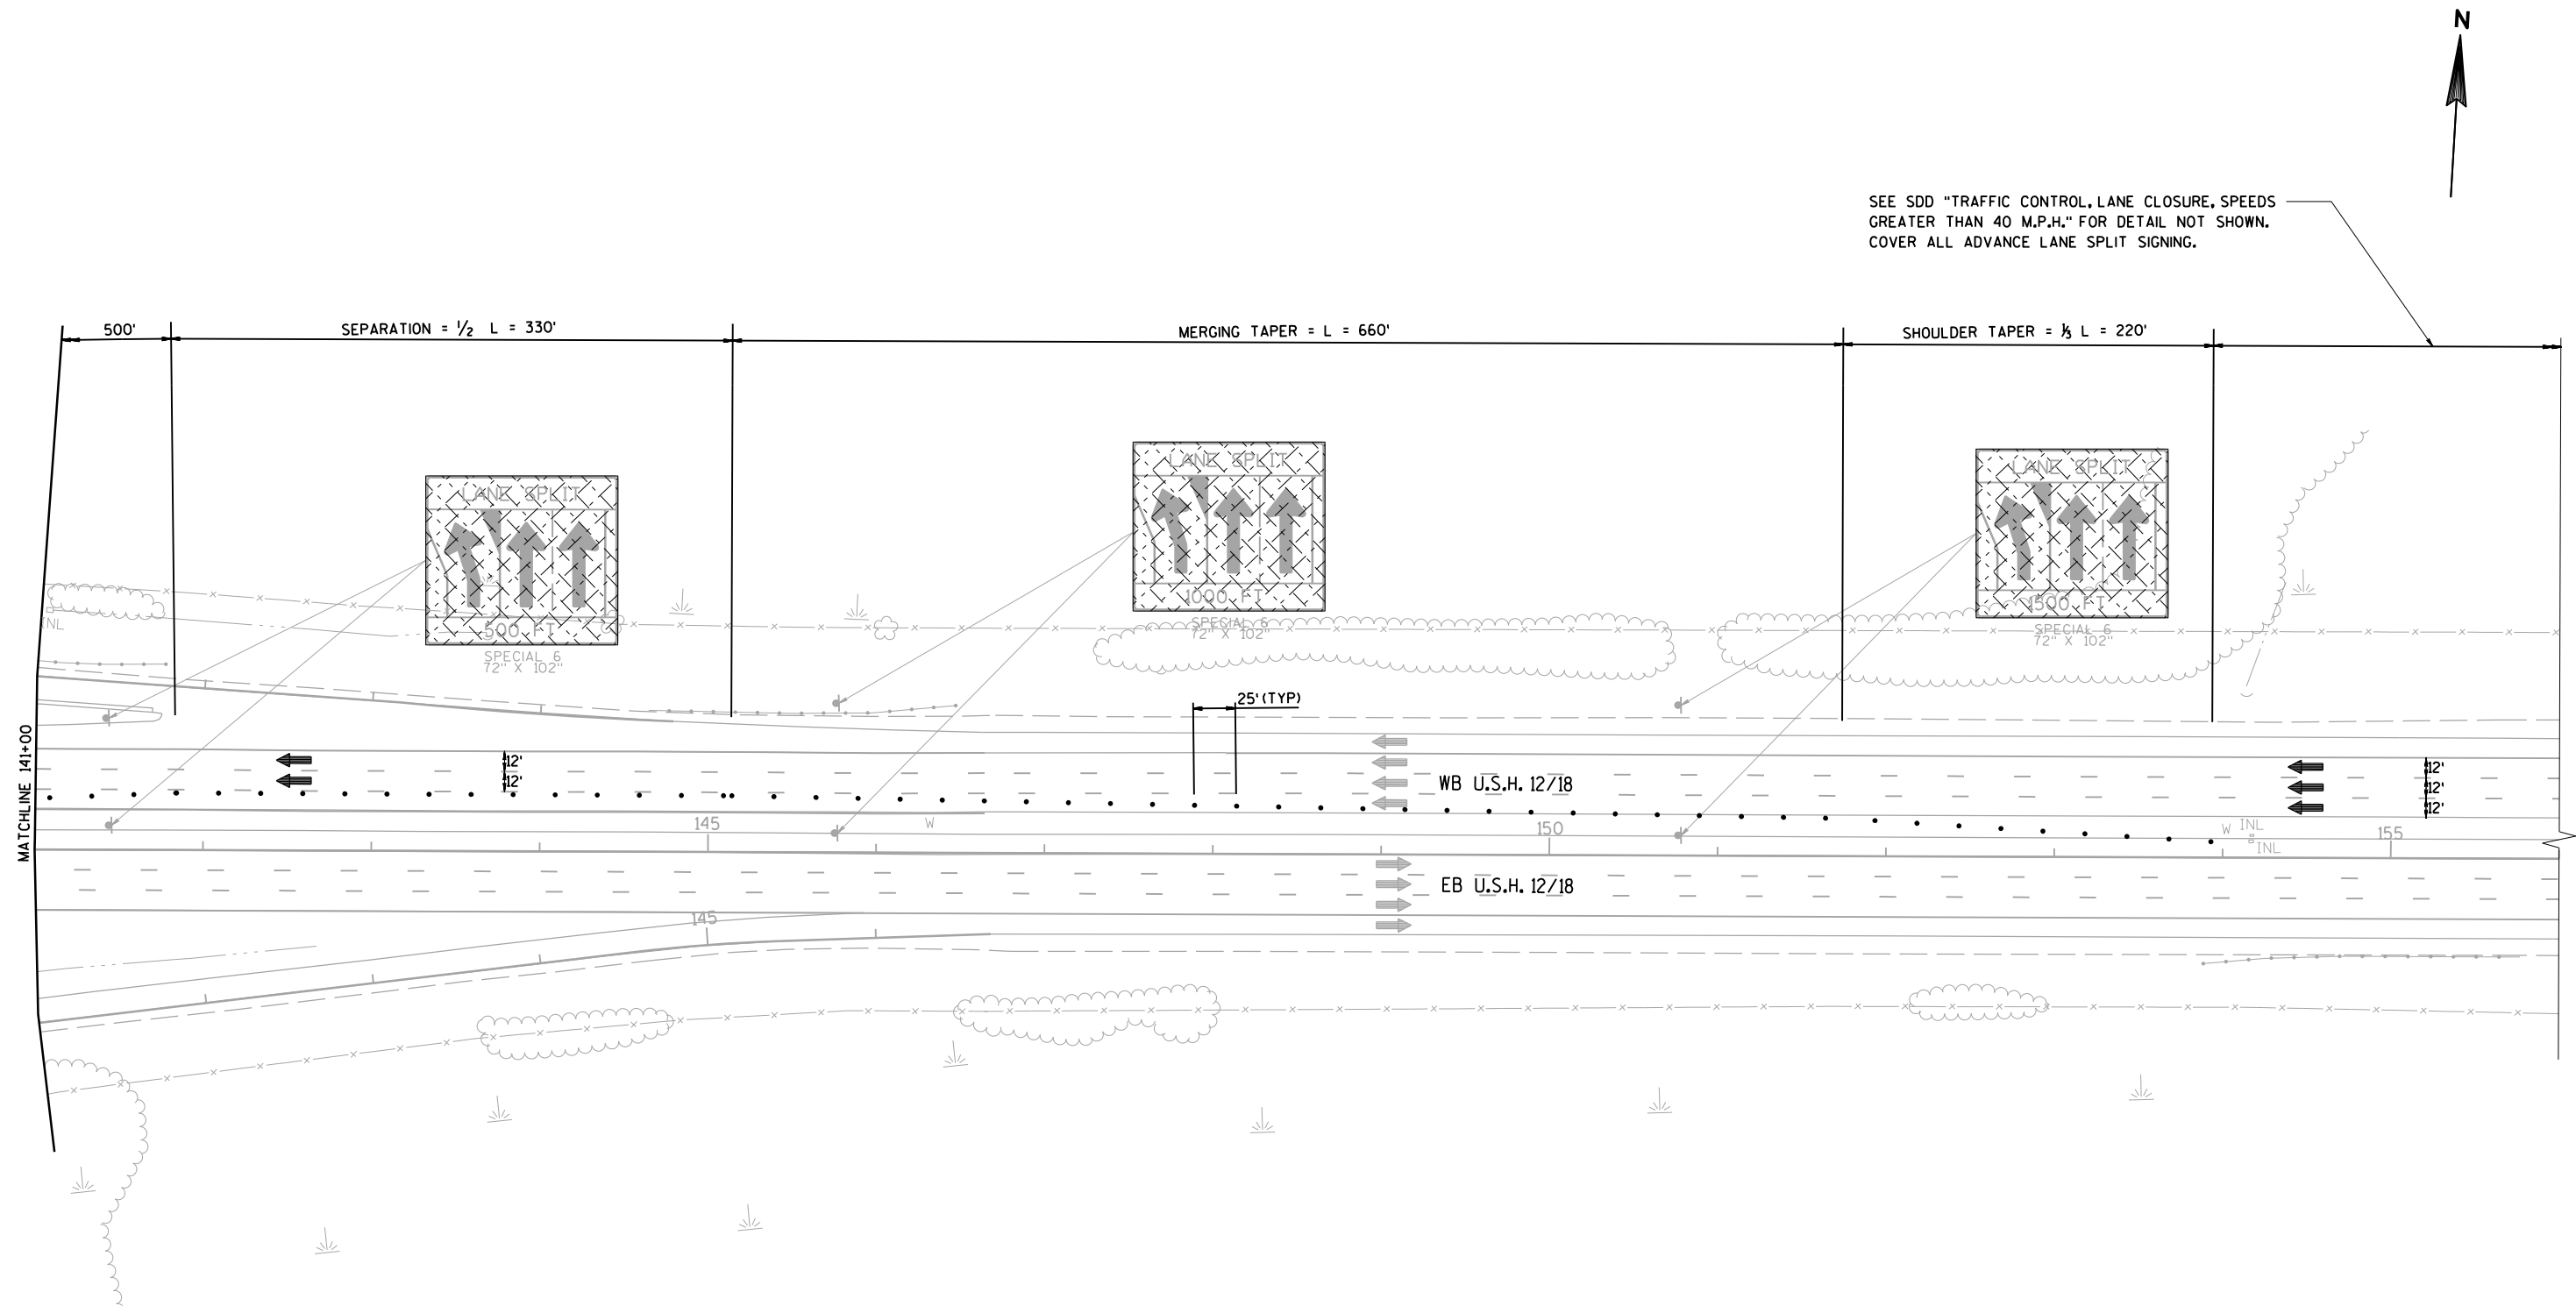 N
SEE SDD "TRAFFIC CONTROL, LANE CLOSURE, SPEEDS
GREATER THAN 40 M.P.H." FOR DETAIL NOT SHOWN.
COVER ALL ADVANCE LANE SPLIT SIGNING.
500'
SEPARATION = 1/2 L = 330'
MERGING TAPER = L = 660'
SHOULDER TAPER = 1/3 L = 220'
LANE SPLIT
500 FT
SPECIAL 6
72" X 102"
LANE SPLIT
1000 FT
SPECIAL 6
72" X 102"
LANE SPLIT
1500 FT
SPECIAL 6
72" X 102"
INL
25' (TYP)
MATCHLINE 141+00
12'
12'
WB U.S.H. 12/18
12'
12'
12'
145
W
150
W
INL
INL
155
EB U.S.H. 12/18
145